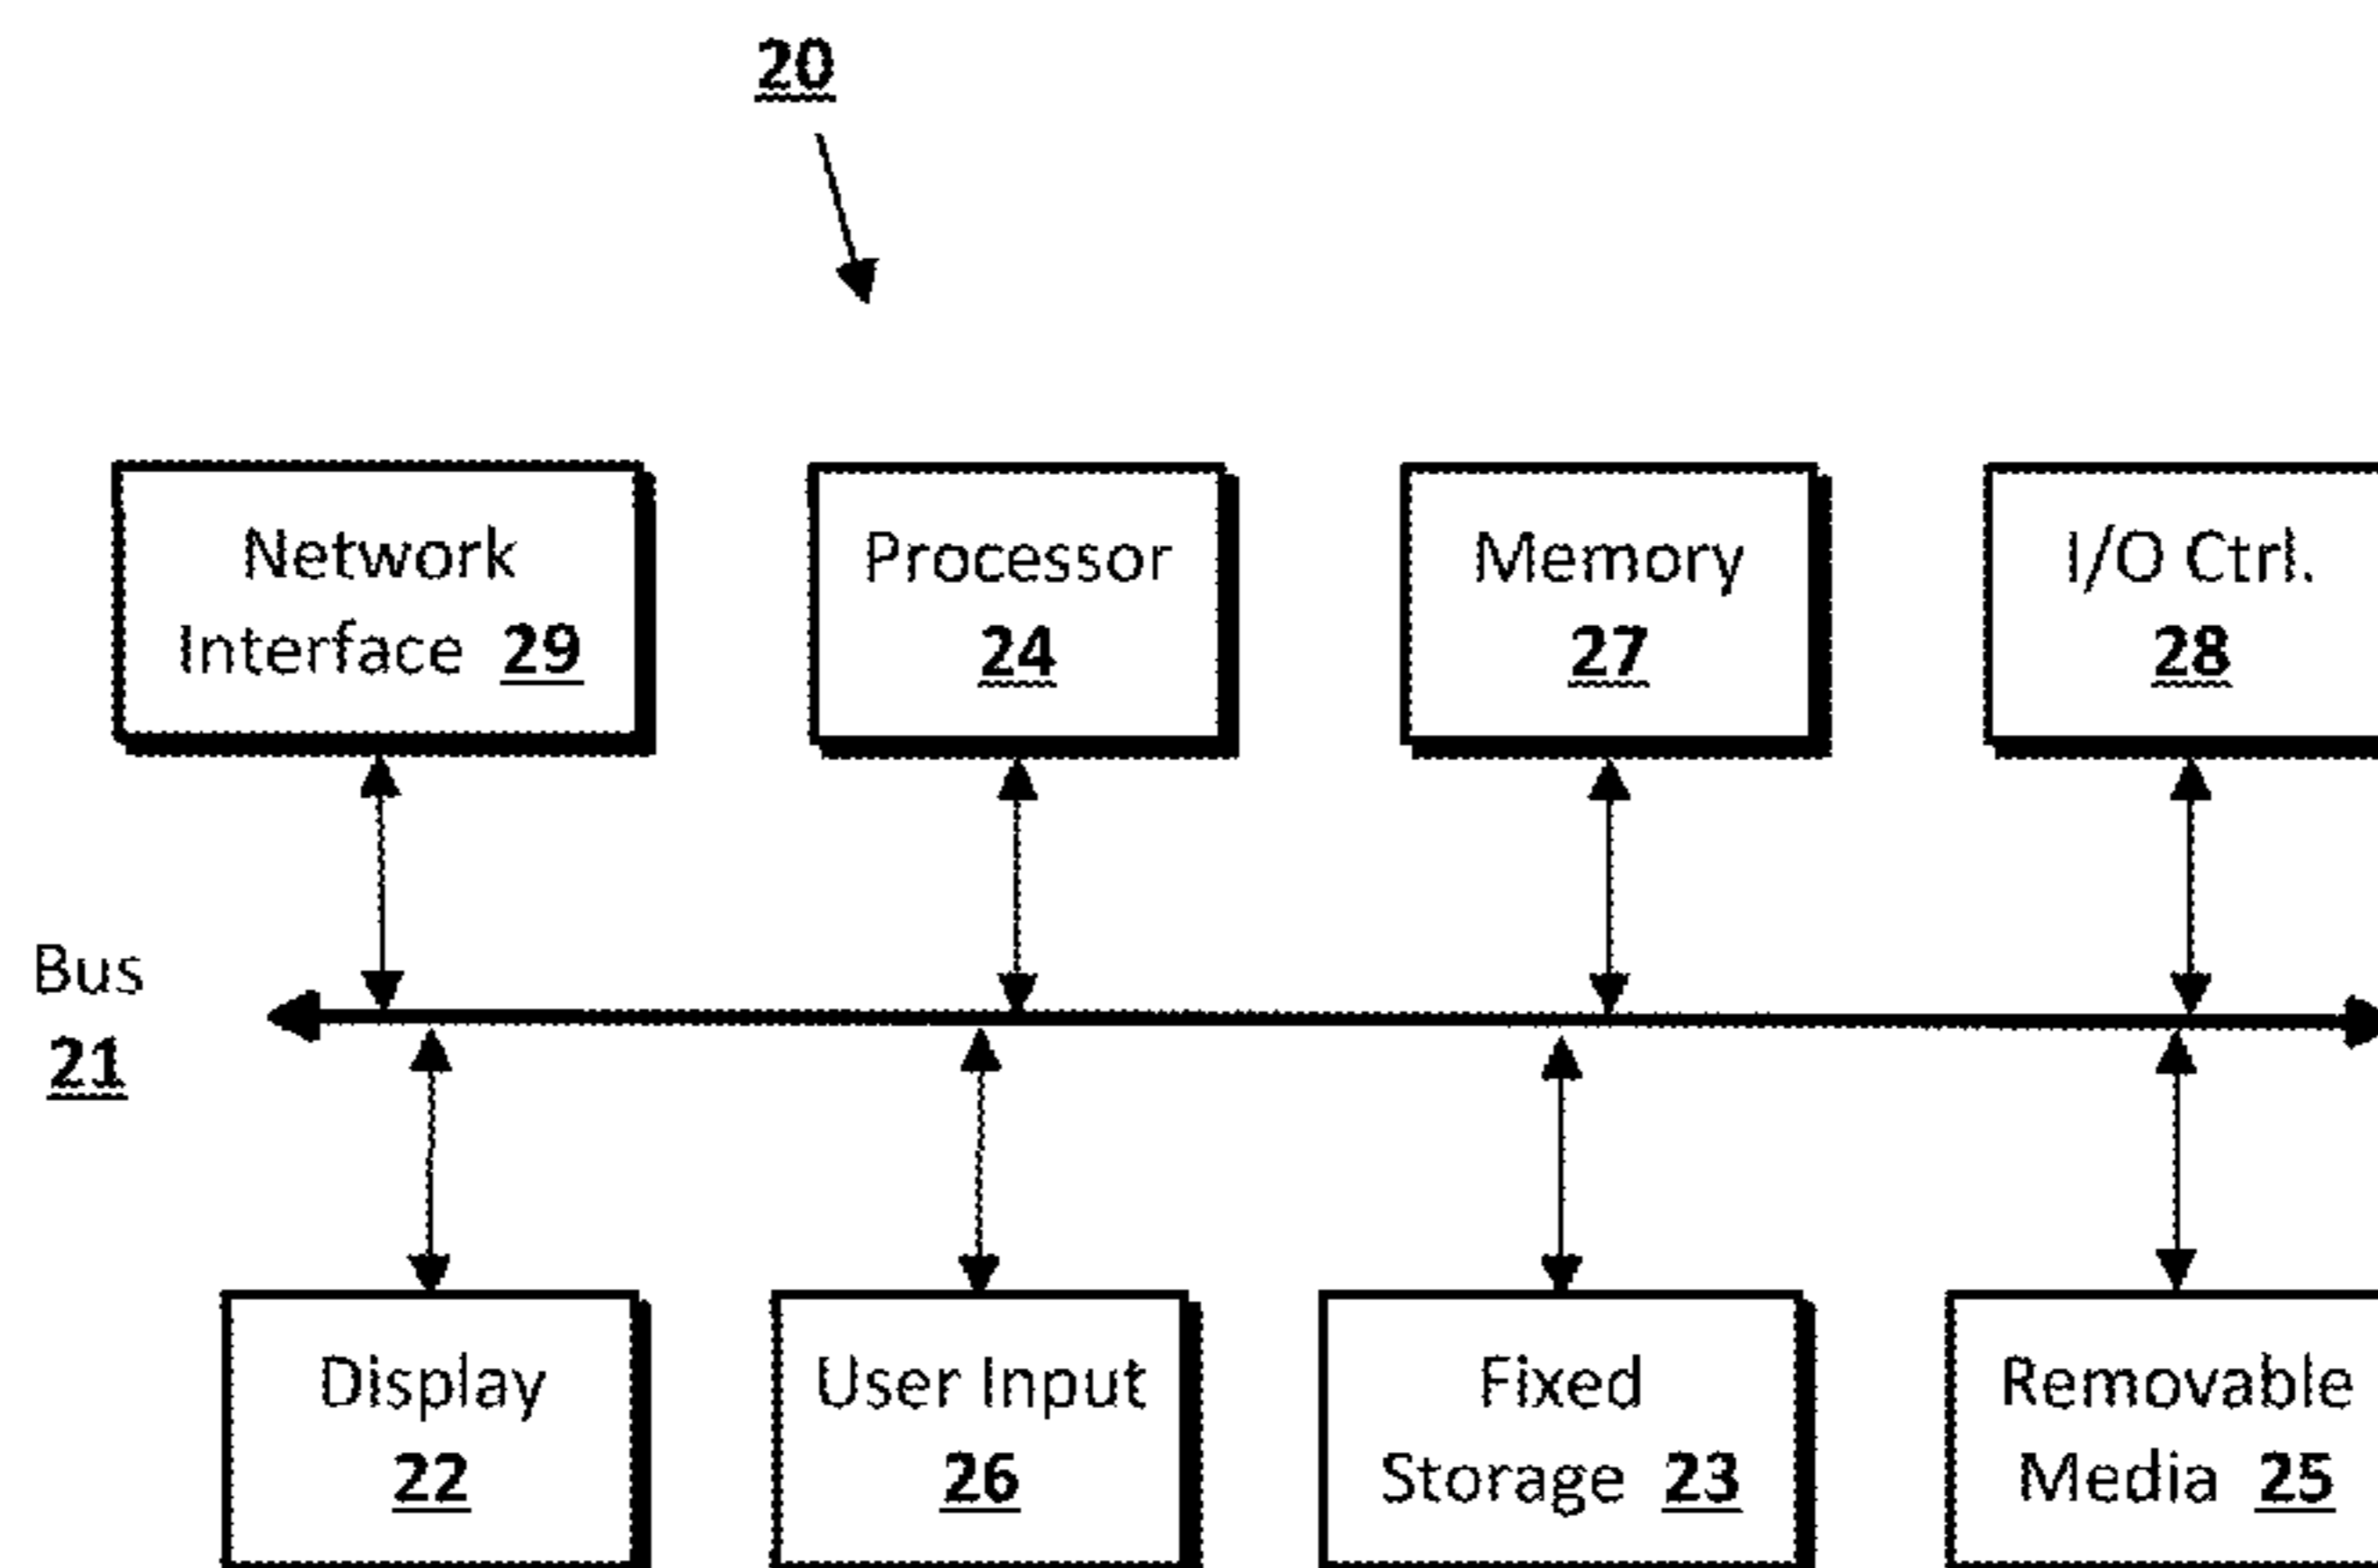 20
Network
Interface 29
Processor
24
Memory
27
I/O Ctrl.
28
Bus
21
Display
22
User Input
26
Fixed
Storage 23
Removable
Media 25